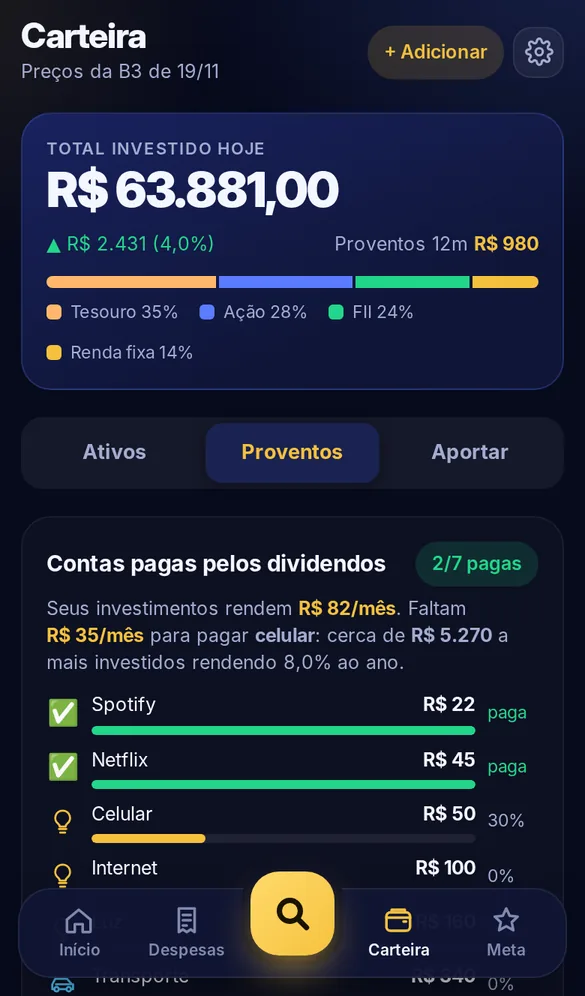 Carteira
Preços da B3 de 19/11
+ Adicionar
TOTAL INVESTIDO HOJE
R$ 63.881,00
▲ R$ 2.431 (4,0%)
Proventos 12m R$ 980
Tesouro 35% Ação 28% FII 24%
Renda fixa 14%
Ativos Proventos Aportar
Contas pagas pelos dividendos
2/7 pagas
Seus investimentos rendem R$ 82/mês. Faltam
R$ 35/mês para pagar celular: cerca de R$ 5.270 a
mais investidos rendendo 8,0% ao ano.
Spotify R$ 22 paga
Netflix R$ 45 paga
Celular R$ 50 30%
Internet R$ 100 0%
R$ 180
Início Despesas Carteira Meta
Transporte R$ 340 0%